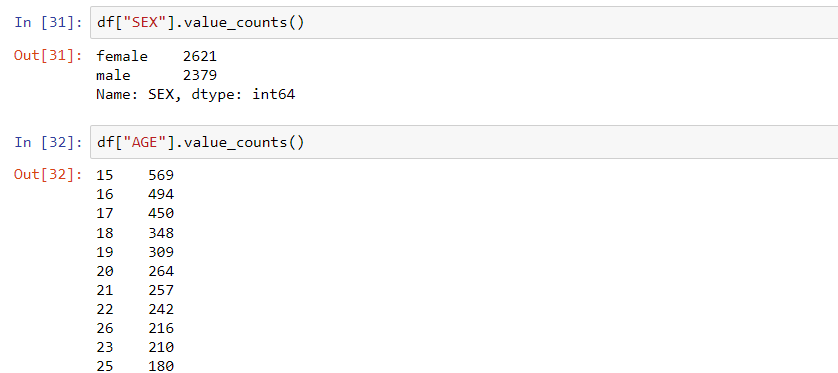 In [31]: df["SEX"].value_counts()
Out[31]: female    2621
male      2379
Name: SEX, dtype: int64
In [32]: df["AGE"].value_counts()
Out[32]: 15    569
16    494
17    450
18    348
19    309
20    264
21    257
22    242
26    216
23    210
25    180